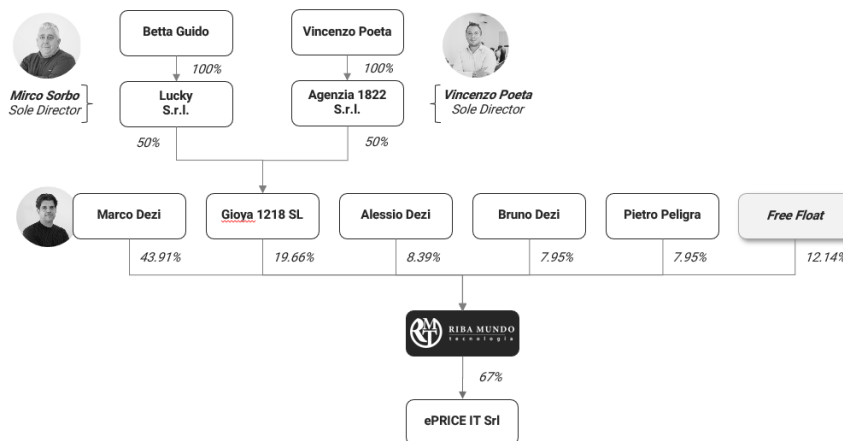 Betta Guido
Vincenzo Poeta
100%
100%
Mirco Sorbo
Sole Director
Lucky
S.r.l.
Agenzia 1822
S.r.l.
Vincenzo Poeta
Sole Director
50%
50%
Marco Dezi
Gioya 1218 SL
Alessio Dezi
Bruno Dezi
Pietro Peligra
Free Float
43.91%
19.66%
8.39%
7.95%
7.95%
12.14%
RMT RIBA MUNDO
tecnologia
67%
ePRICE IT Srl